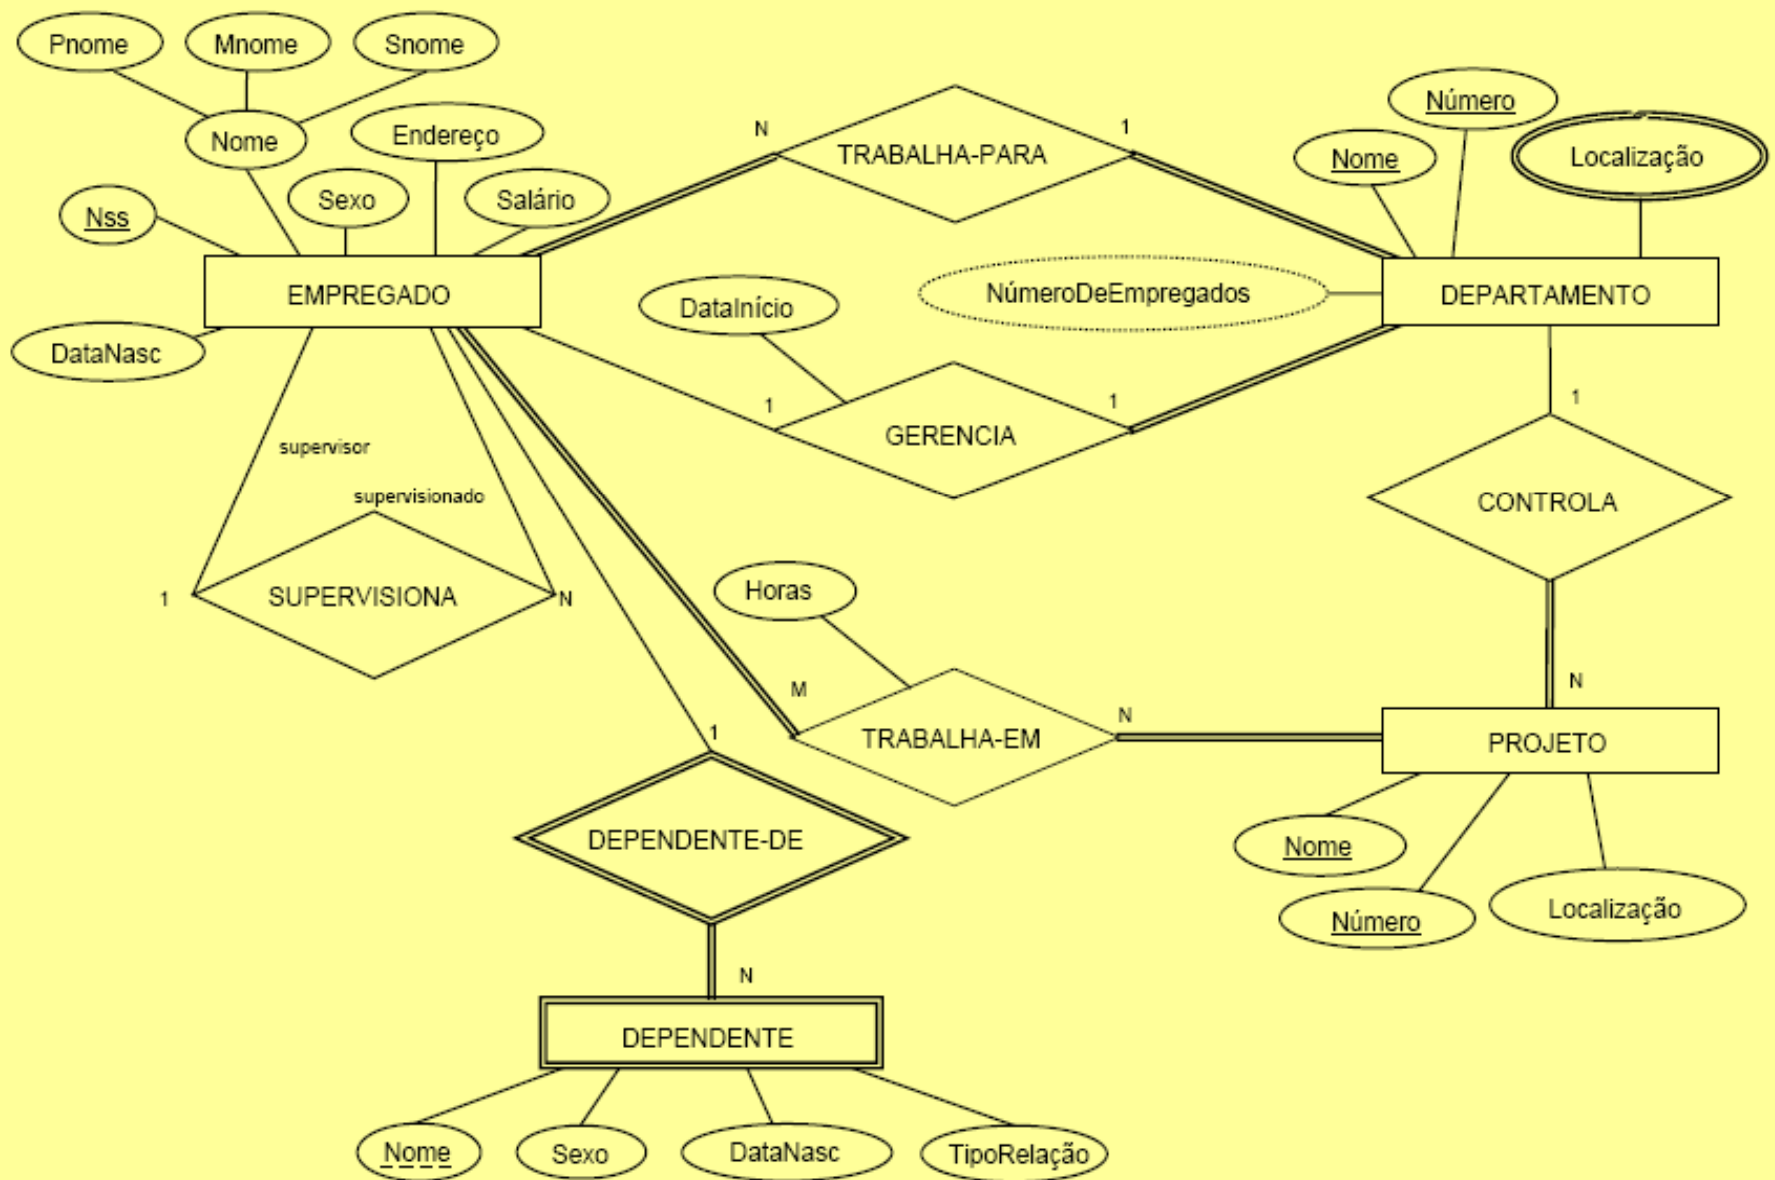 Pnome
Mnome
Snome
Nome
Endereço
Nss
Sexo
Salário
EMPREGADO
DataNasc
N
TRABALHA-PARA
1
Número
Nome
Localização
NúmeroDeEmpregados
DEPARTAMENTO
DataInício
1
GERENCIA
1
1
CONTROLA
N
supervisor
supervisionado
1
SUPERVISIONA
N
Horas
M
TRABALHA-EM
N
PROJETO
Nome
Número
Localização
1
DEPENDENTE-DE
N
DEPENDENTE
Nome
Sexo
DataNasc
TipoRelação